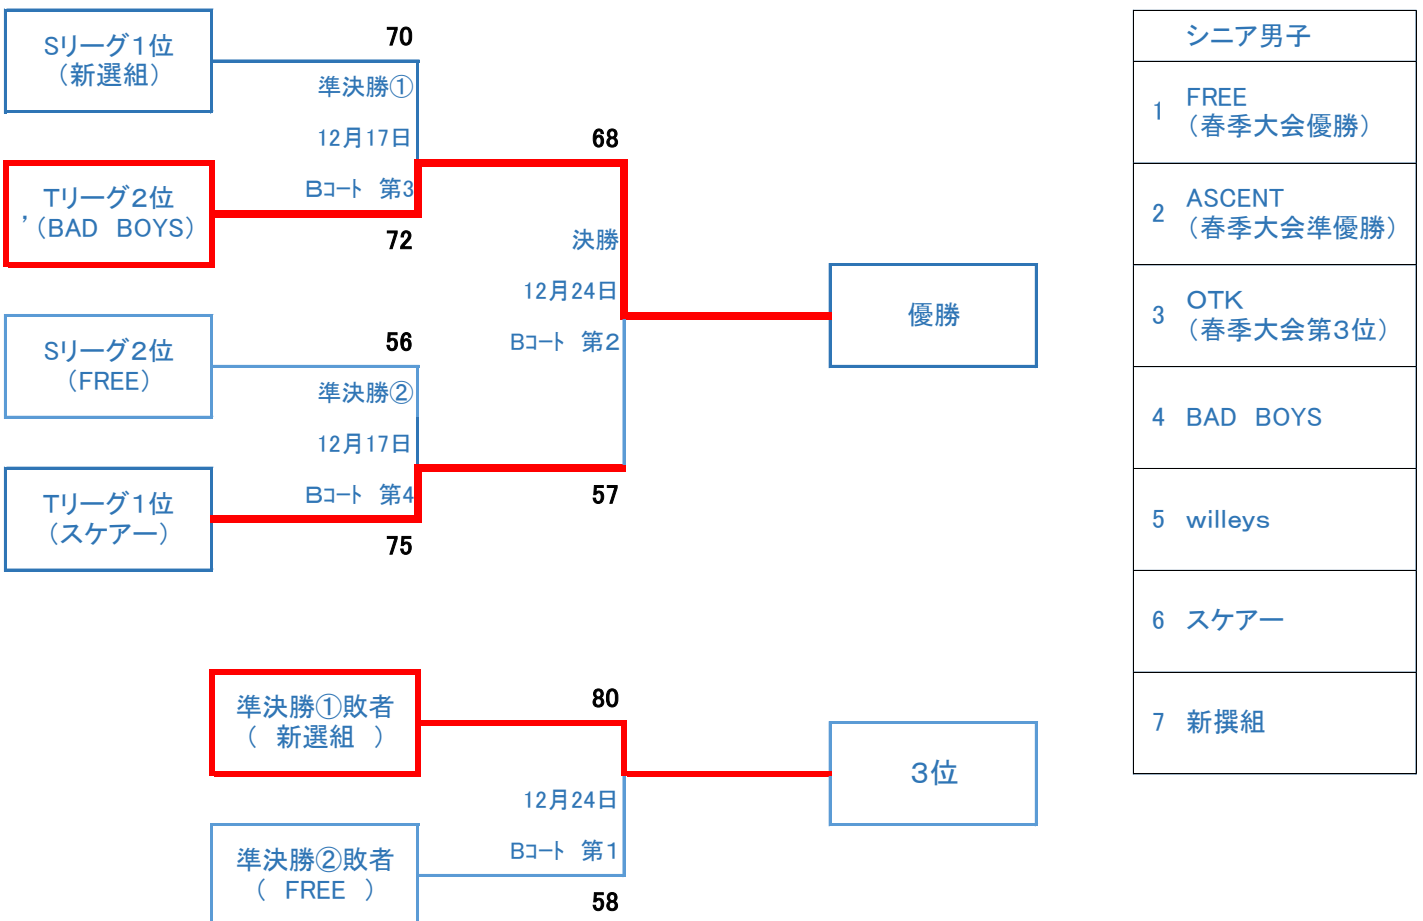 Sリーグ1位
(新選組)
70
準決勝①
12月17日
Bｺｰﾄ 第3
Tリーグ2位
’(BAD BOYS)
72
68
決勝
12月24日
Bｺｰﾄ 第2
優勝
Sリーグ2位
(FREE)
56
準決勝②
12月17日
Bｺｰﾄ 第4
Tリーグ1位
(スケアー)
75
57
準決勝①敗者
( 新選組 )
80
12月24日
Bｺｰﾄ 第1
3位
準決勝②敗者
( FREE )
58
シニア男子
1 FREE
(春季大会優勝)
2 ASCENT
(春季大会準優勝)
3 OTK
(春季大会第3位)
4 BAD BOYS
5 willeys
6 スケアー
7 新撰組